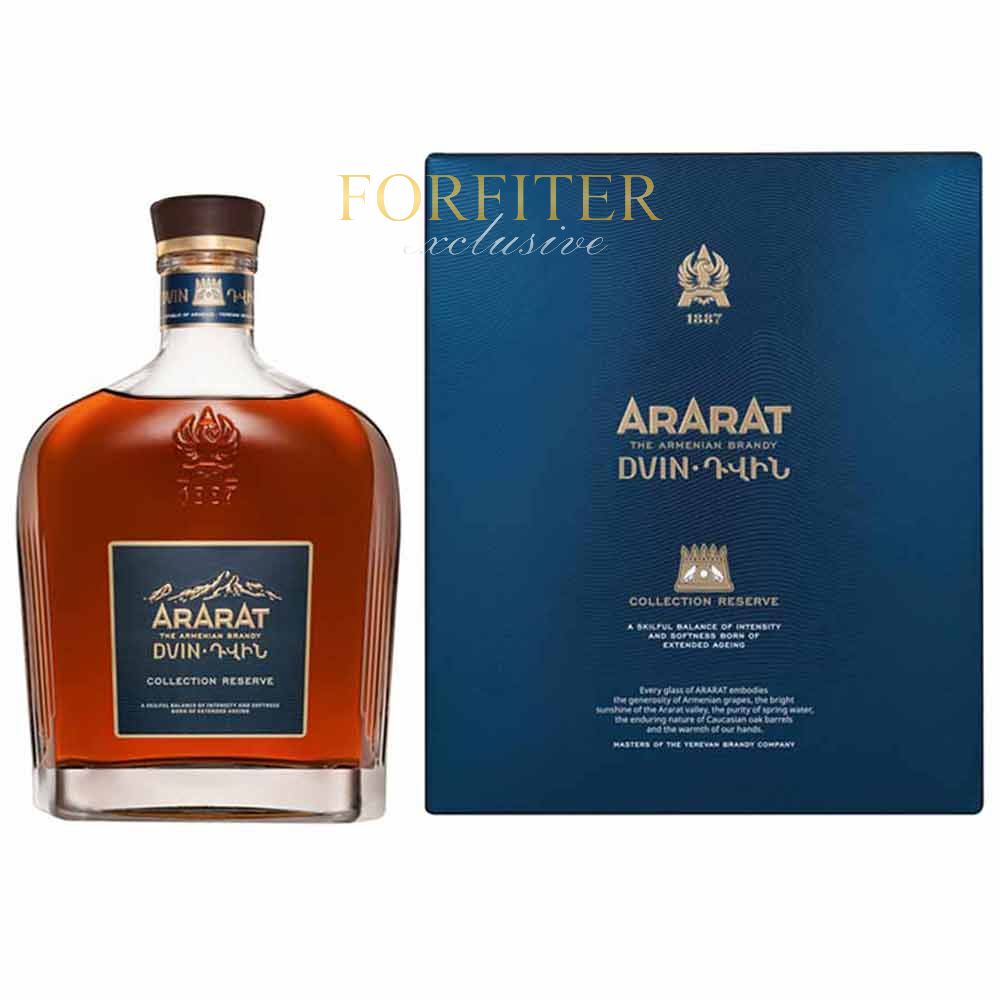 FORFITER
exclusive
DVIN ԴՎԻՆ
1887
ARARAT
THE ARMENIAN BRANDY
DVIN·ԴՎԻՆ
COLLECTION RESERVE
A SKILFUL BALANCE OF INTENSITY AND SOFTNESS
BORN OF EXTENDED AGEING
1887
ARARAT
THE ARMENIAN BRANDY
DVIN·ԴՎԻՆ
COLLECTION RESERVE
A SKILFUL BALANCE OF INTENSITY
AND SOFTNESS BORN OF
EXTENDED AGEING
Every glass of ARARAT embodies
the generosity of Armenian grapes, the bright
sunshine of the Ararat valley, the purity of spring water,
the enduring nature of Caucasian oak barrels
and the warmth of our hands.
MASTERS OF THE YEREVAN BRANDY COMPANY